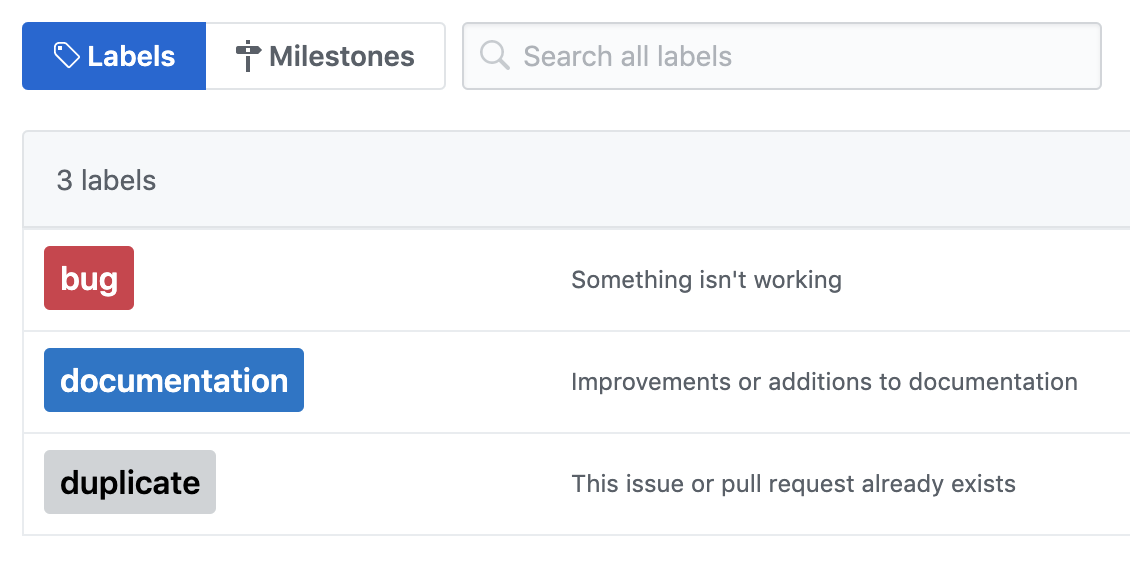 Labels Milestones Search all labels
3 labels
bug Something isn't working
documentation Improvements or additions to documentation
duplicate This issue or pull request already exists